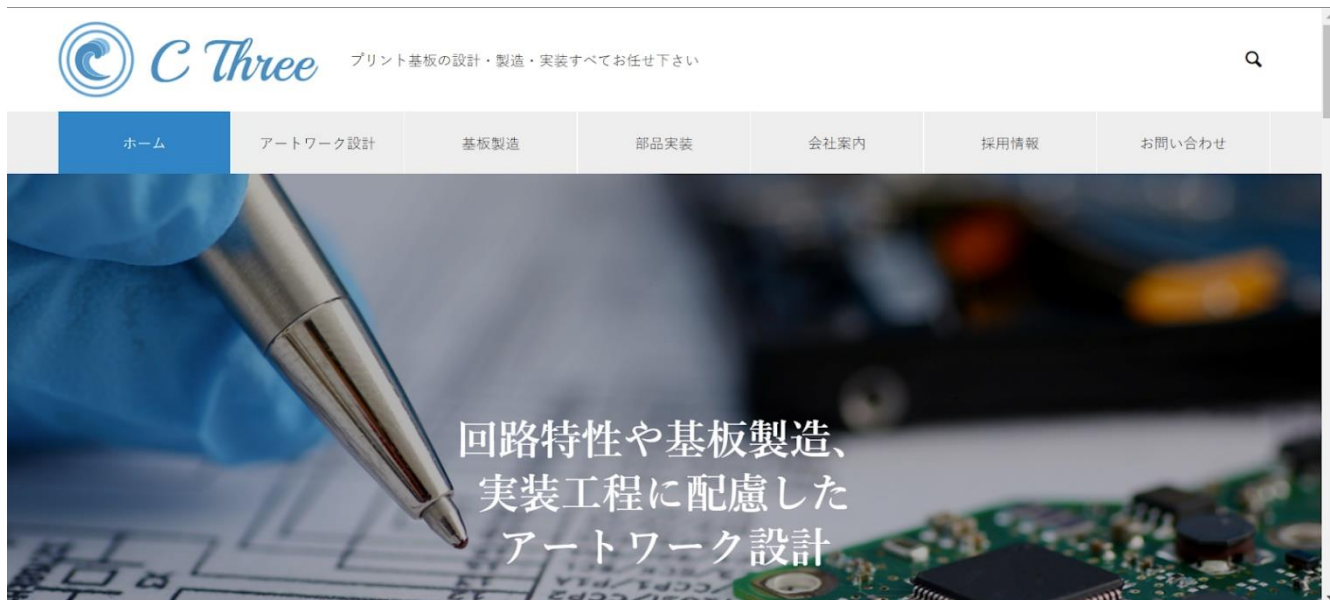 C Three
プリント基板の設計・製造・実装すべてお任せ下さい
ホーム
アートワーク設計
基板製造
部品実装
会社案内
採用情報
お問い合わせ
回路特性や基板製造、
実装工程に配慮した
アートワーク設計